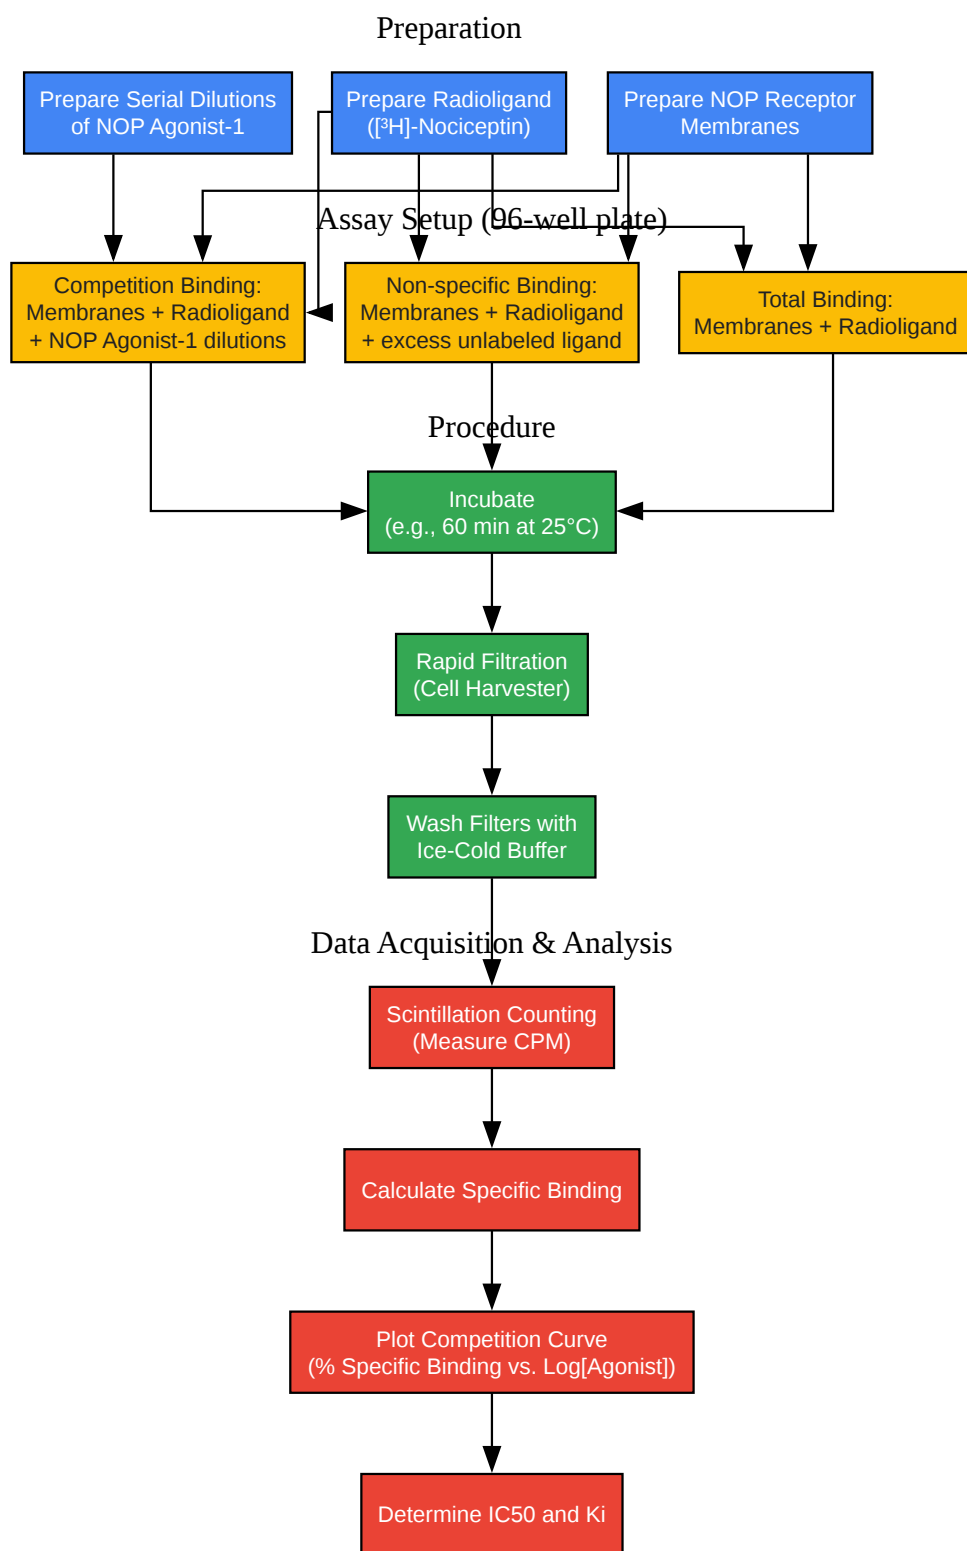 Preparation
Prepare Serial Dilutions
of NOP Agonist-1
Prepare Radioligand
([³H]-Nociceptin)
Prepare NOP Receptor
Membranes
Assay Setup (96-well plate)
Competition Binding:
Membranes + Radioligand
+ NOP Agonist-1 dilutions
Non-specific Binding:
Membranes + Radioligand
+ excess unlabeled ligand
Total Binding:
Membranes + Radioligand
Procedure
Incubate
(e.g., 60 min at 25°C)
Rapid Filtration
(Cell Harvester)
Wash Filters with
Ice-Cold Buffer
Data Acquisition & Analysis
Scintillation Counting
(Measure CPM)
Calculate Specific Binding
Plot Competition Curve
(% Specific Binding vs. Log[Agonist])
Determine IC50 and Ki